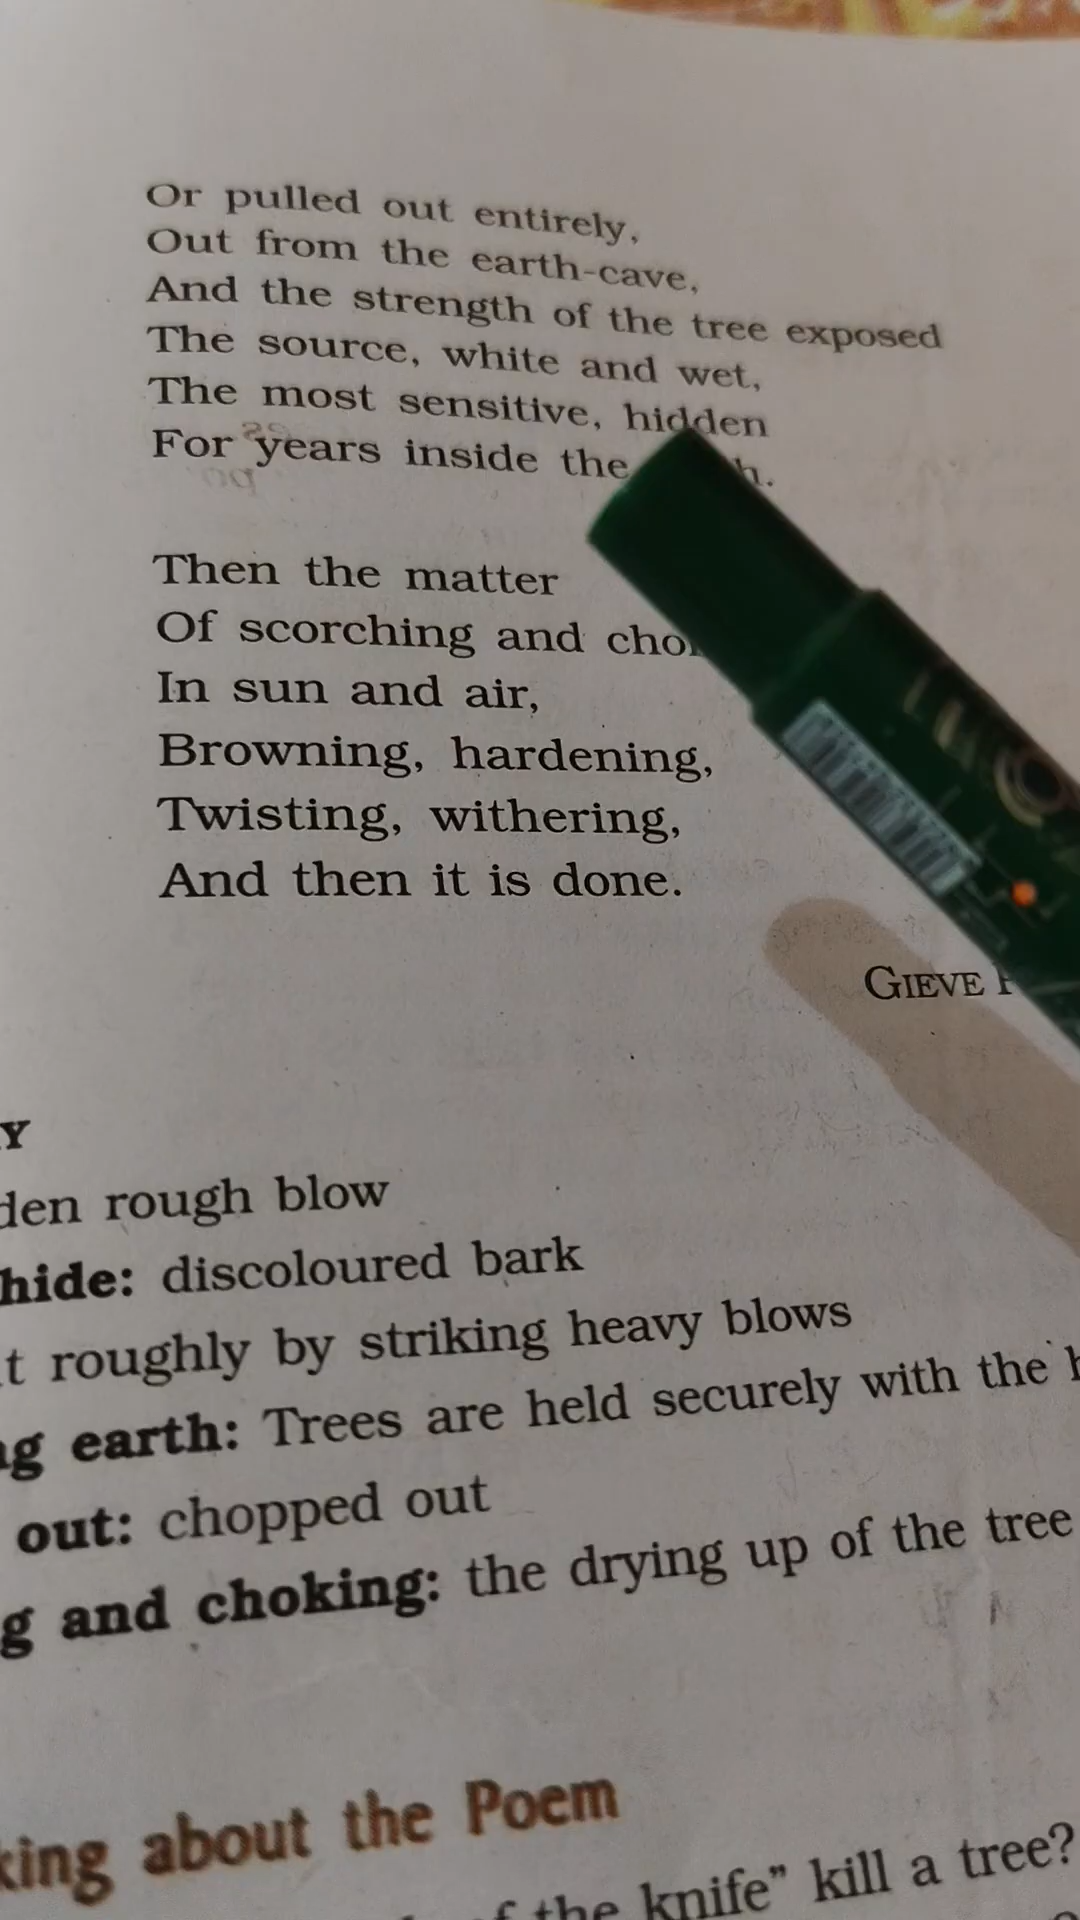 Or pulled out entirely,
Out from the earth-cave,
And the strength of the tree exposed
The source, white and wet,
The most sensitive, hidden
For years inside the
Then the matter
Of scorching and
In sun and air,
Browning, hardening,
Twisting, withering,
And then it is done.
GIEVE
rough blow
hide: discoloured bark
roughly by striking heavy blows
earth: Trees are held securely with the
out: chopped out
and choking: the drying up of the tree
about the Poem
the knife” kill a tree?